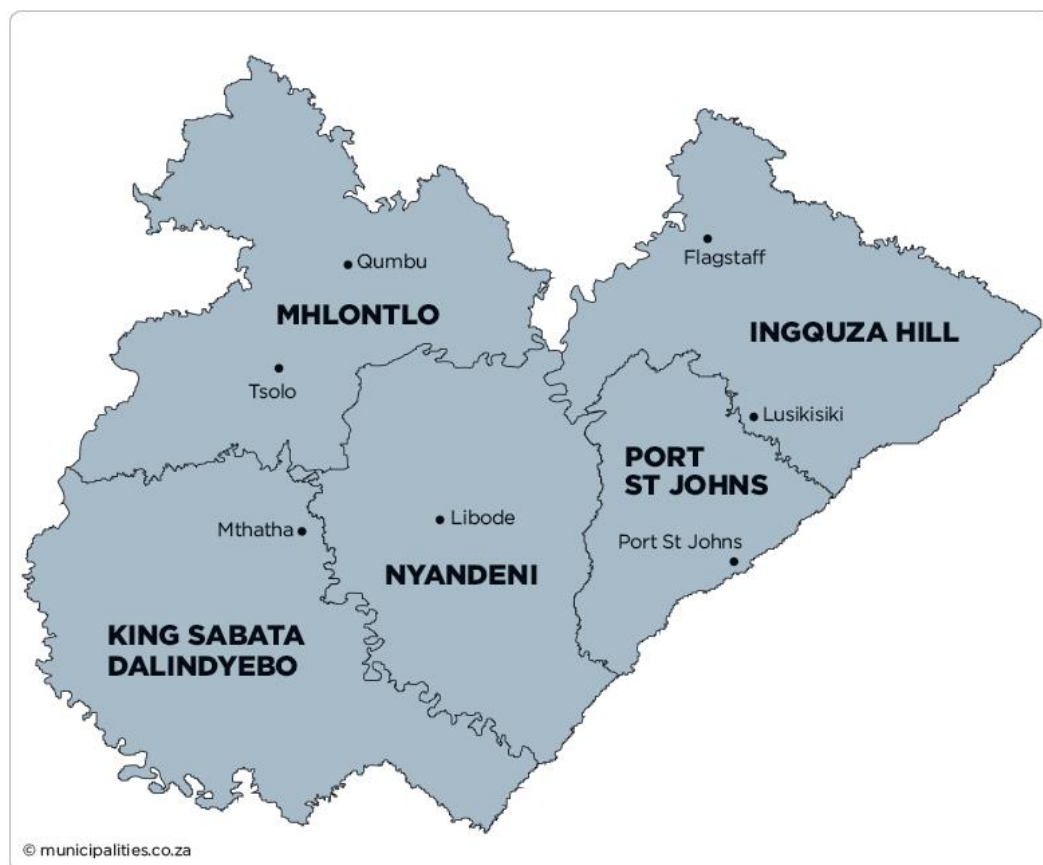 Flagstaff
Qumbu
MHLONTLO
INGQUZA HILL
Tsolo
Lusikisiki
PORT
ST JOHNS
Libode
Mthatha
Port St Johns
NYANDENI
KING SABATA
DALINDYEBO
© municipalities.co.za